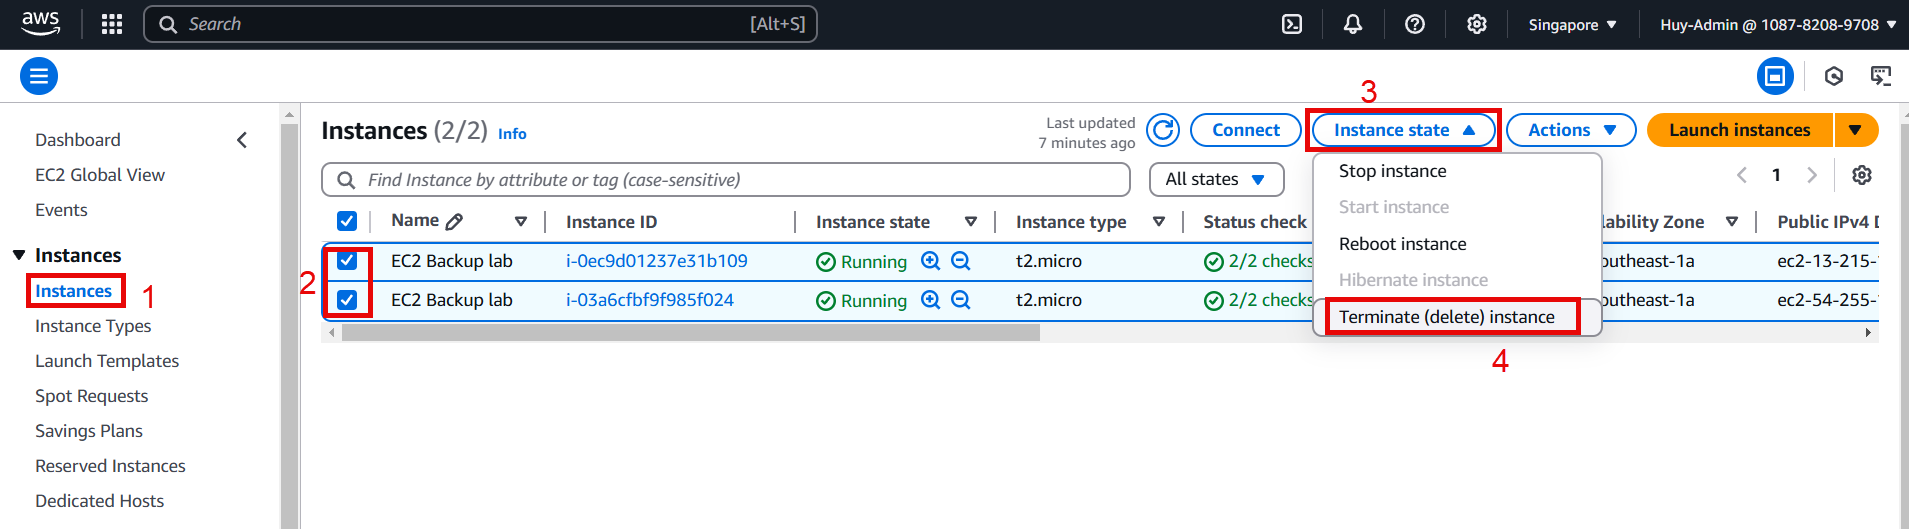 aws
Search [Alt+S]
Singapore
Huy-Admin @ 1087-8208-9708
Dashboard
EC2 Global View
Events
Instances
Instances 1
Instance Types
Launch Templates
Spot Requests
Savings Plans
Reserved Instances
Dedicated Hosts
Instances (2/2) Info
Last updated
7 minutes ago
Connect
3
Instance state
Actions
Launch instances
Find Instance by attribute or tag (case-sensitive)
All states
1
Name Instance ID Instance state Instance type Status check lability Zone Public IPv4 D
2
EC2 Backup lab i-0ec9d01237e31b109 Running t2.micro 2/2 checks outheast-1a ec2-13-215-
EC2 Backup lab i-03a6cfbf9f985f024 Running t2.micro 2/2 checks outheast-1a ec2-54-255-
Stop instance
Start instance
Reboot instance
Hibernate instance
Terminate (delete) instance
4